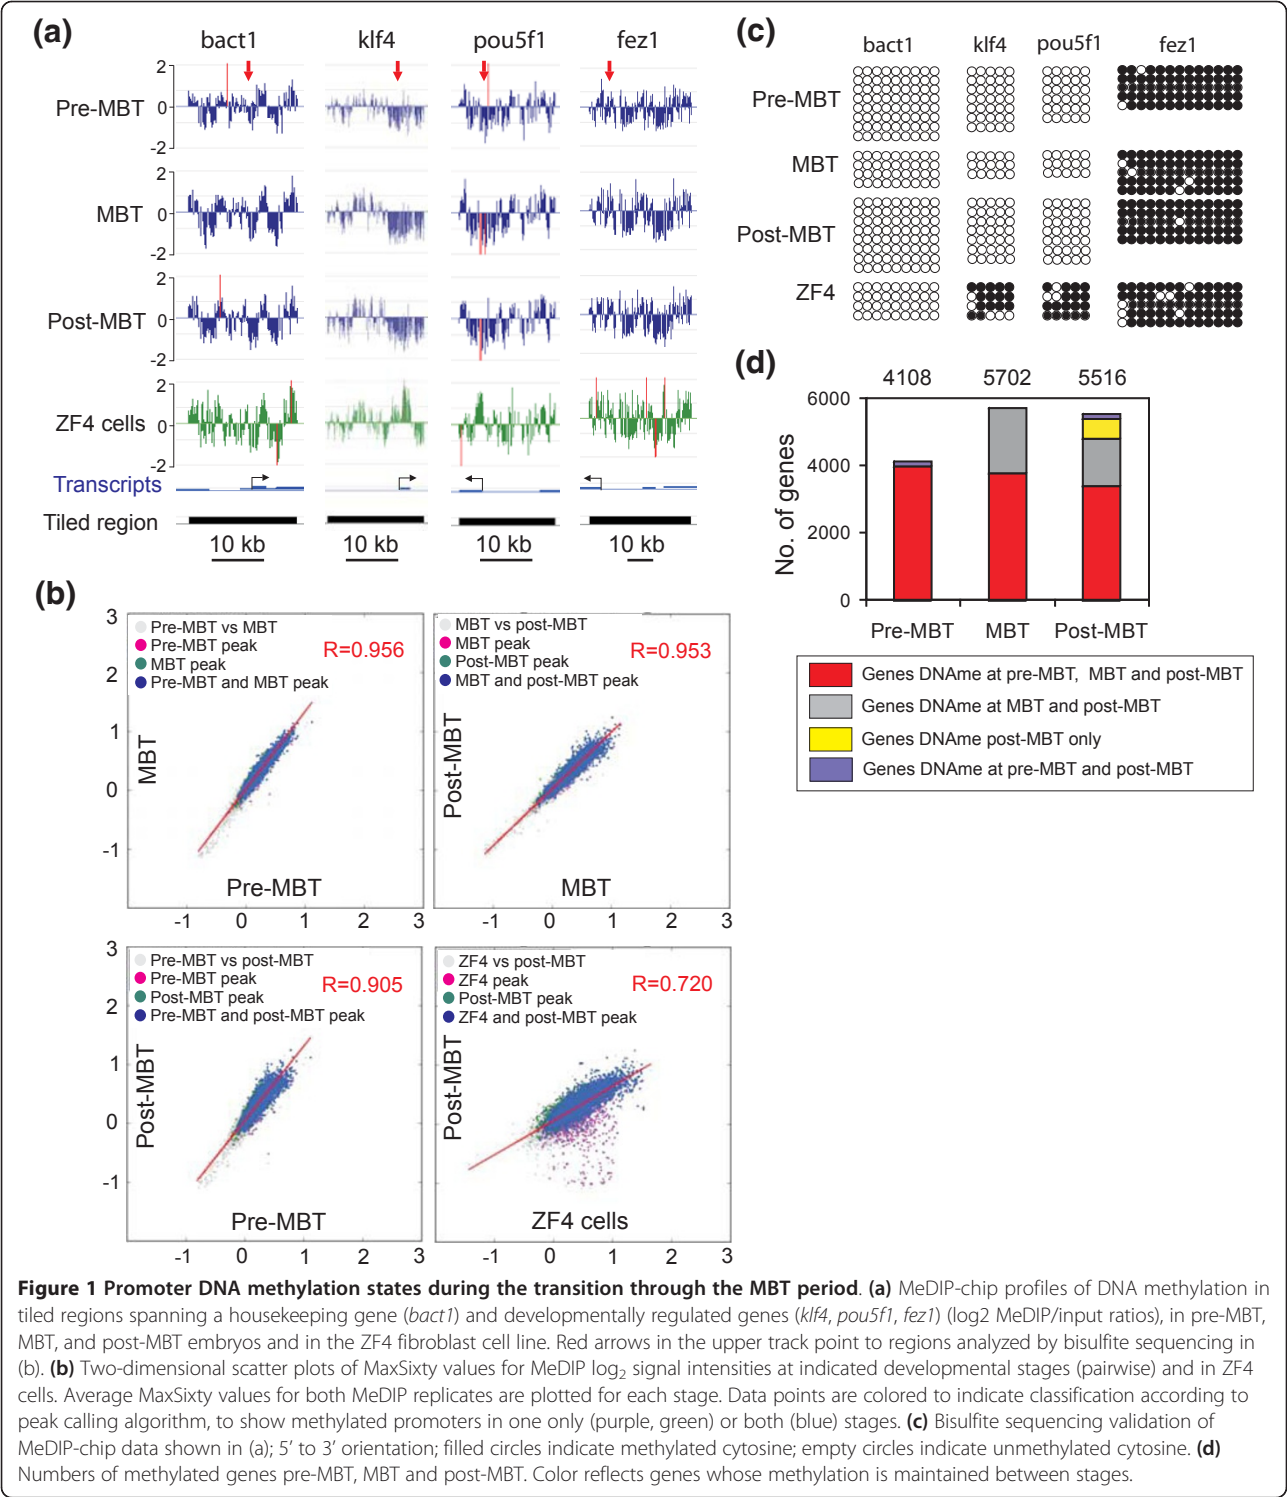 (a)
bact1 klf4 pou5f1 fez1
2
0
-2
Pre-MBT
2
0
-2
MBT
2
0
-2
Post-MBT
2
0
-2
ZF4 cells
Transcripts
Tiled region
10 kb 10 kb 10 kb 10 kb
(b)
3
2
1
0
-1
MBT
Pre-MBT vs MBT
Pre-MBT peak
MBT peak
Pre-MBT and MBT peak
R=0.956
Pre-MBT
-1 0 1 2 3
Post-MBT
MBT vs post-MBT
MBT peak
Post-MBT peak
MBT and post-MBT peak
R=0.953
MBT
-1 0 1 2 3
3
2
1
0
-1
Post-MBT
Pre-MBT vs post-MBT
Pre-MBT peak
Post-MBT peak
Pre-MBT and post-MBT peak
R=0.905
Pre-MBT
-1 0 1 2 3
Post-MBT
ZF4 vs post-MBT
ZF4 peak
Post-MBT peak
ZF4 and post-MBT peak
R=0.720
ZF4 cells
-1 0 1 2 3
(c)
bact1 klf4 pou5f1 fez1
Pre-MBT
MBT
Post-MBT
ZF4
(d)
4108 5702 5516
No. of genes
6000
4000
2000
0
Pre-MBT MBT Post-MBT
Genes DNAme at pre-MBT, MBT and post-MBT
Genes DNAme at MBT and post-MBT
Genes DNAme post-MBT only
Genes DNAme at pre-MBT and post-MBT
Figure 1 Promoter DNA methylation states during the transition through the MBT period. (a) MeDIP-chip profiles of DNA methylation in
tiled regions spanning a housekeeping gene (bact1) and developmentally regulated genes (klf4, pou5f1, fez1) (log2 MeDIP/input ratios), in pre-MBT,
MBT, and post-MBT embryos and in the ZF4 fibroblast cell line. Red arrows in the upper track point to regions analyzed by bisulfite sequencing in
(b). (b) Two-dimensional scatter plots of MaxSixty values for MeDIP log2 signal intensities at indicated developmental stages (pairwise) and in ZF4
cells. Average MaxSixty values for both MeDIP replicates are plotted for each stage. Data points are colored to indicate classification according to
peak calling algorithm, to show methylated promoters in one only (purple, green) or both (blue) stages. (c) Bisulfite sequencing validation of
MeDIP-chip data shown in (a); 5′ to 3′ orientation; filled circles indicate methylated cytosine; empty circles indicate unmethylated cytosine. (d)
Numbers of methylated genes pre-MBT, MBT and post-MBT. Color reflects genes whose methylation is maintained between stages.